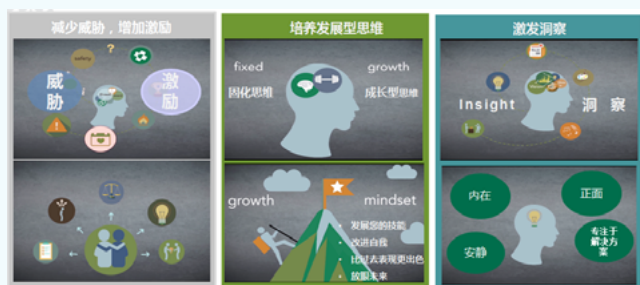 减少威胁，增加激励
safety
?
威胁
激励
培养发展型思维
fixed
growth
固化思维
成长型思维
growth
mindset
• 发展您的技能
• 改进自我
• 比过去表现更出色
• 放眼未来
激发洞察
Insight
洞 察
内在
正面
安静
专注于
解决方
案